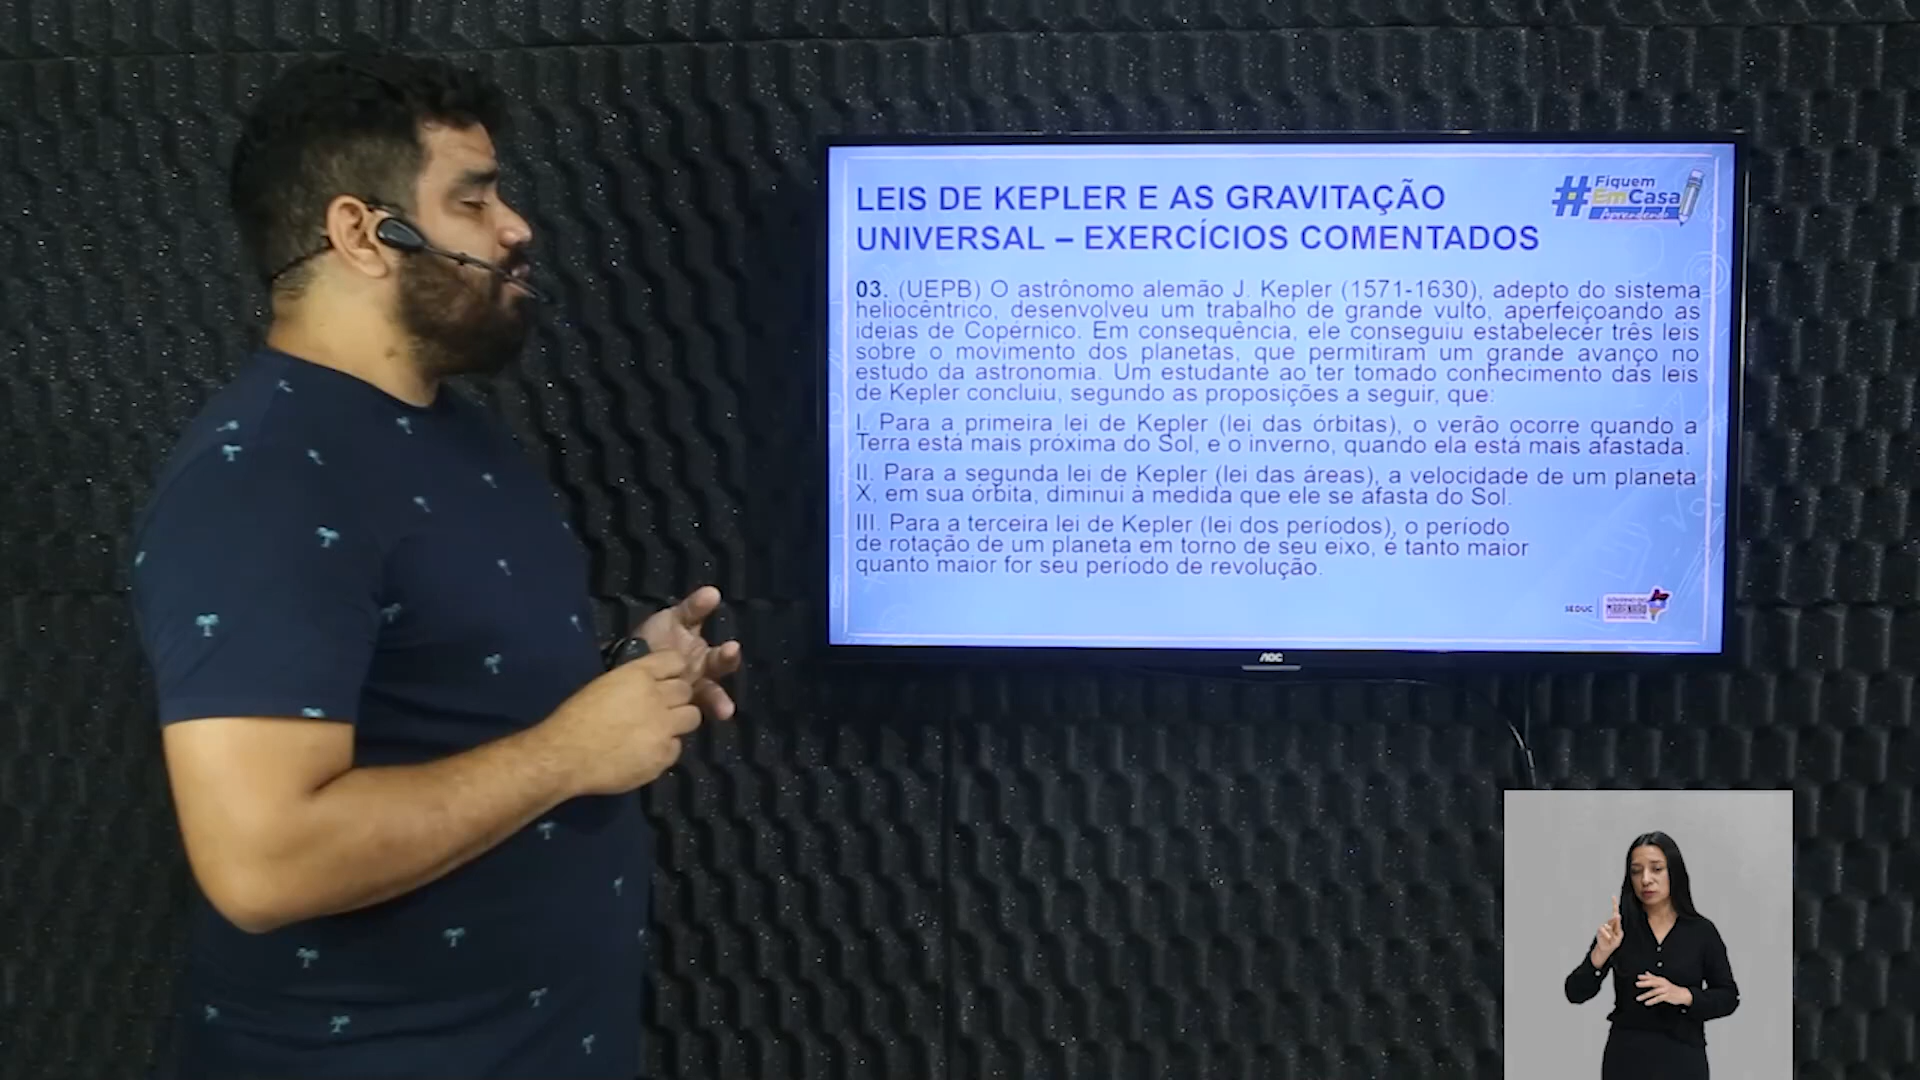 LEIS DE KEPLER E AS GRAVITAÇÃO
UNIVERSAL – EXERCÍCIOS COMENTADOS
#Fiquem
EmCasa
Aprendendo
03. (UEPB) O astrônomo alemão J. Kepler (1571-1630), adepto do sistema
heliocêntrico, desenvolveu um trabalho de grande vulto, aperfeiçoando as
ideias de Copérnico. Em consequência, ele conseguiu estabelecer três leis
sobre o movimento dos planetas, que permitiram um grande avanço no
estudo da astronomia. Um estudante ao ter tomado conhecimento das leis
de Kepler concluiu, segundo as proposições a seguir, que:
I. Para a primeira lei de Kepler (lei das órbitas), o verão ocorre quando a
Terra está mais próxima do Sol, e o inverno, quando ela está mais afastada.
II. Para a segunda lei de Kepler (lei das áreas), a velocidade de um planeta
X, em sua órbita, diminui à medida que ele se afasta do Sol.
III. Para a terceira lei de Kepler (lei dos períodos), o período
de rotação de um planeta em torno de seu eixo, é tanto maior
quanto maior for seu período de revolução.
SEDUC
GOVERNO DO
MARANHÃO
AOC